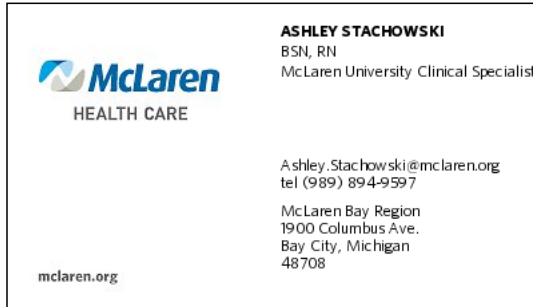 McLaren
HEALTH CARE
mclaren.org
ASHLEY STACHOWSKI
BSN, RN
McLaren University Clinical Specialist
Ashley.Stachowski@mclaren.org
tel (989) 894-9597
McLaren Bay Region
1900 Columbus Ave.
Bay City, Michigan
48708